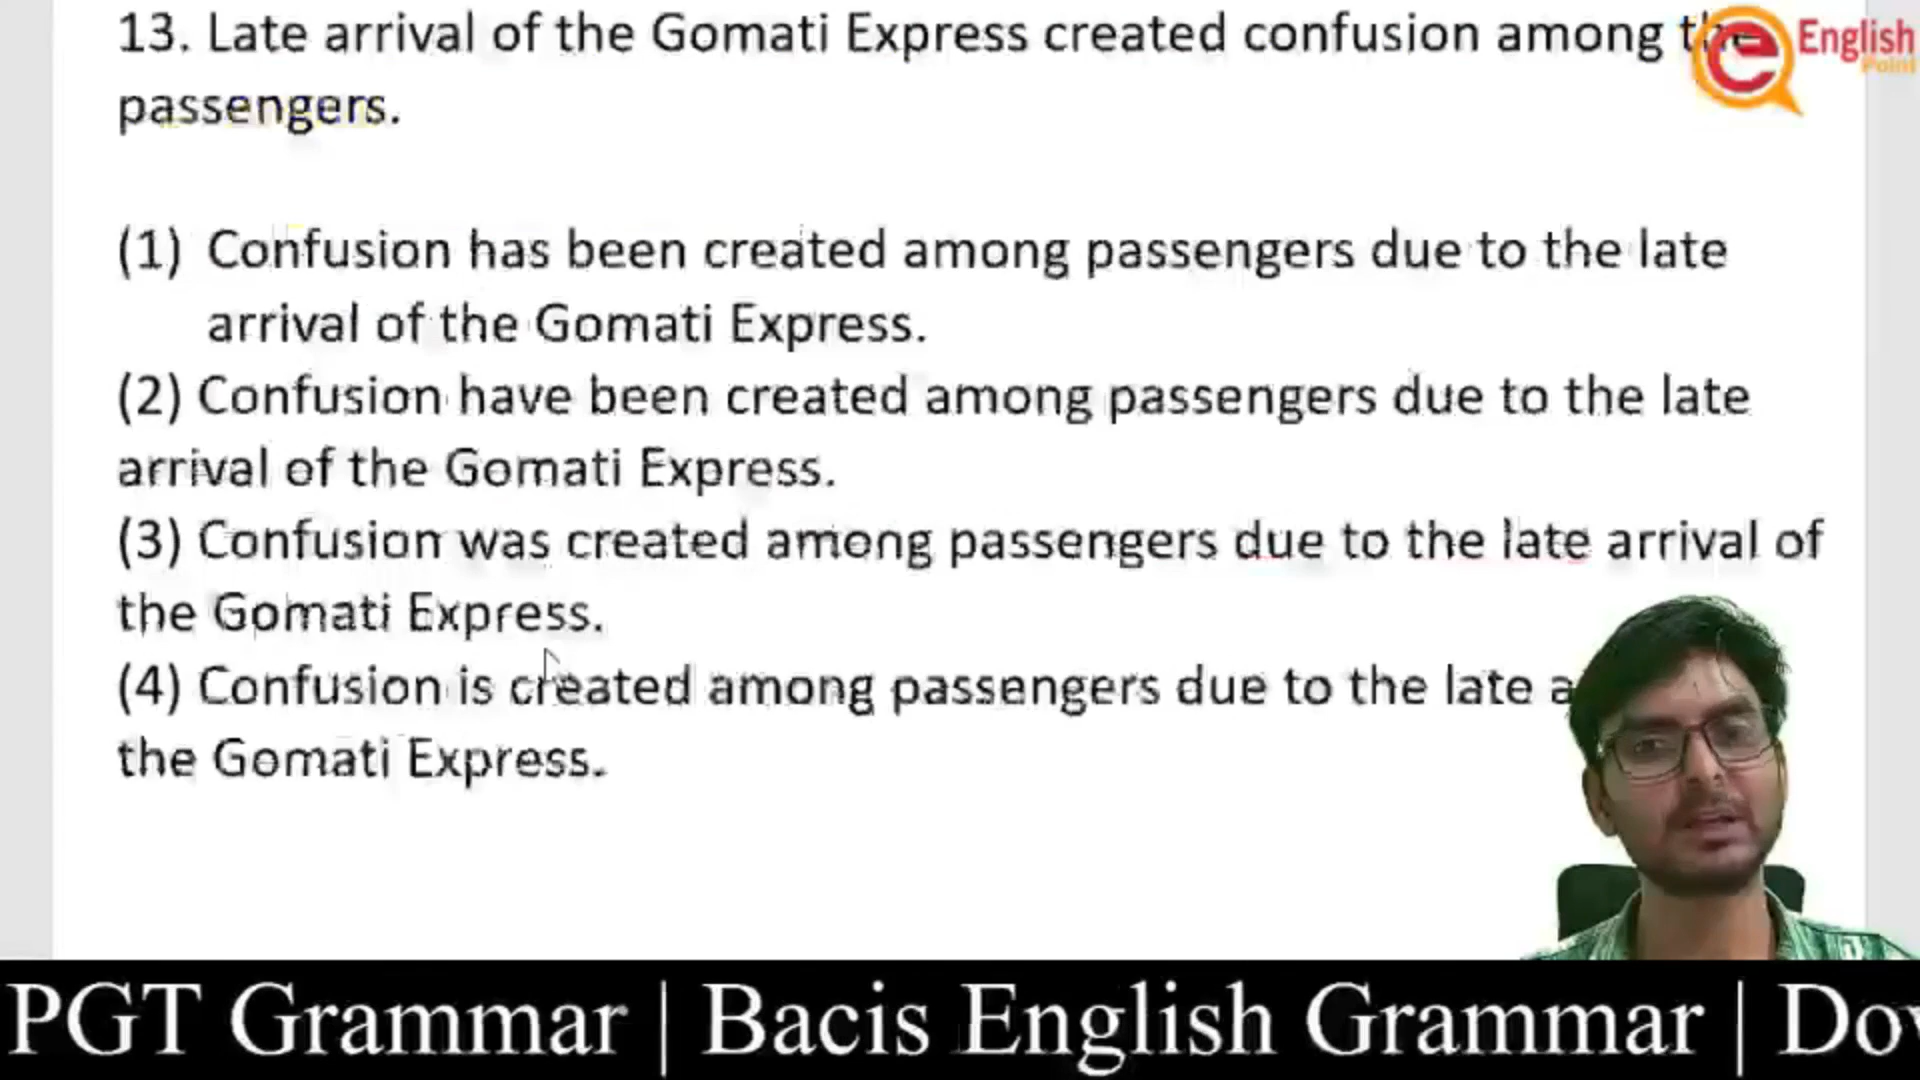 13. Late arrival of the Gomati Express created confusion among the
passengers.
English
Point
(1) Confusion has been created among passengers due to the late
arrival of the Gomati Express.
(2) Confusion have been created among passengers due to the late
arrival of the Gomati Express.
(3) Confusion was created among passengers due to the late arrival of
the Gomati Express.
(4) Confusion is created among passengers due to the late a
the Gomati Express.
PGT Grammar | Bacis English Grammar | Dov